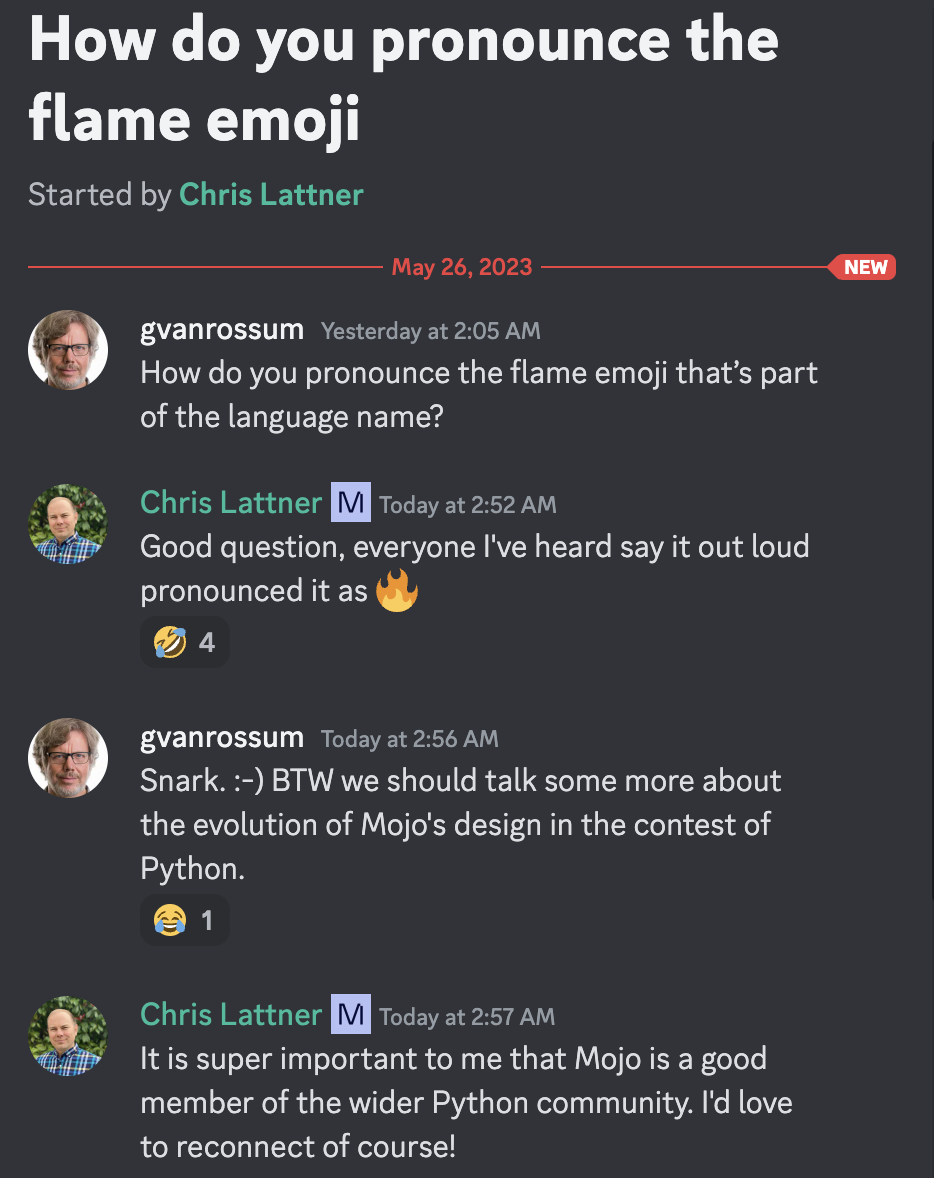 How do you pronounce the
flame emoji
Started by Chris Lattner
May 26, 2023
NEW
gvanrossum Yesterday at 2:05 AM
How do you pronounce the flame emoji that’s part
of the language name?
Chris Lattner M Today at 2:52 AM
Good question, everyone I've heard say it out loud
pronounced it as 🔥
🤣 4
gvanrossum Today at 2:56 AM
Snark. :-) BTW we should talk some more about
the evolution of Mojo's design in the contest of
Python.
😂 1
Chris Lattner M Today at 2:57 AM
It is super important to me that Mojo is a good
member of the wider Python community. I'd love
to reconnect of course!